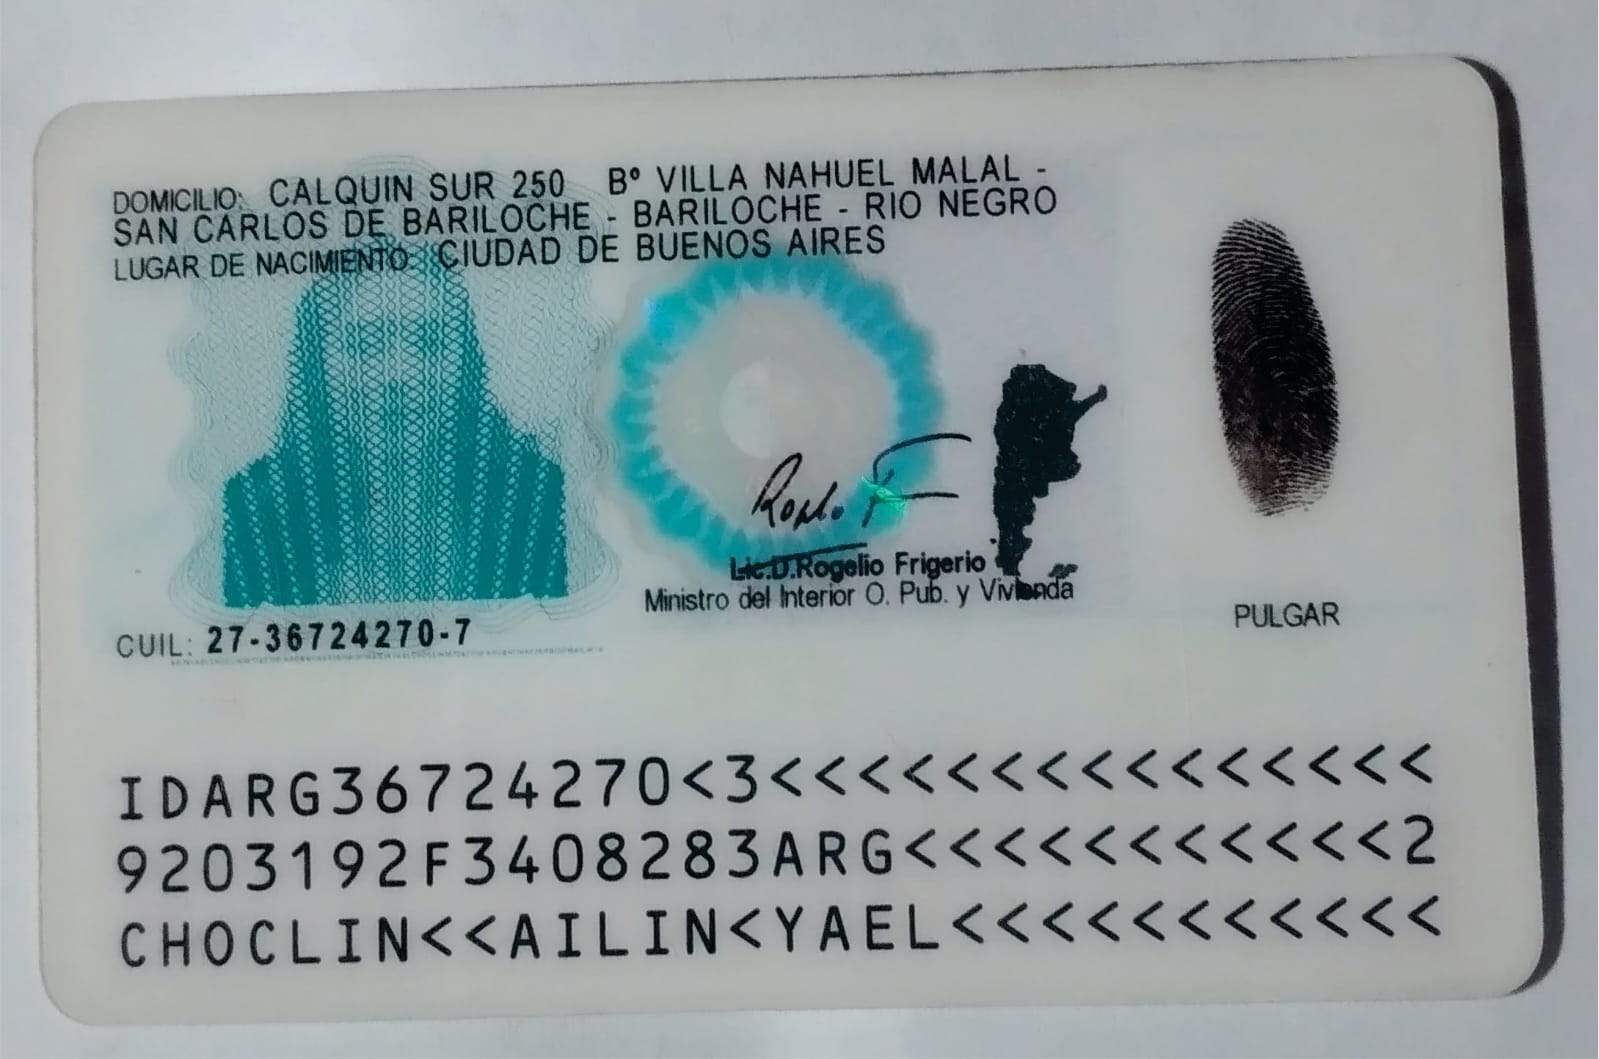 DOMICILIO: CALQUIN SUR 250 Bº VILLA NAHUEL MALAL -
SAN CARLOS DE BARILOCHE - BARILOCHE - RIO NEGRO
LUGAR DE NACIMIENTO: CIUDAD DE BUENOS AIRES
Lic.D.Rogelio Frigerio
Ministro del Interior O. Pub. y Vivienda
PULGAR
CUIL: 27-36724270-7
IDARG36724270<3<<<<<<<<<<<<<<<
9203192F3408283ARG<<<<<<<<<<<2
CHOCLIN<<AILIN<YAEL<<<<<<<<<<<